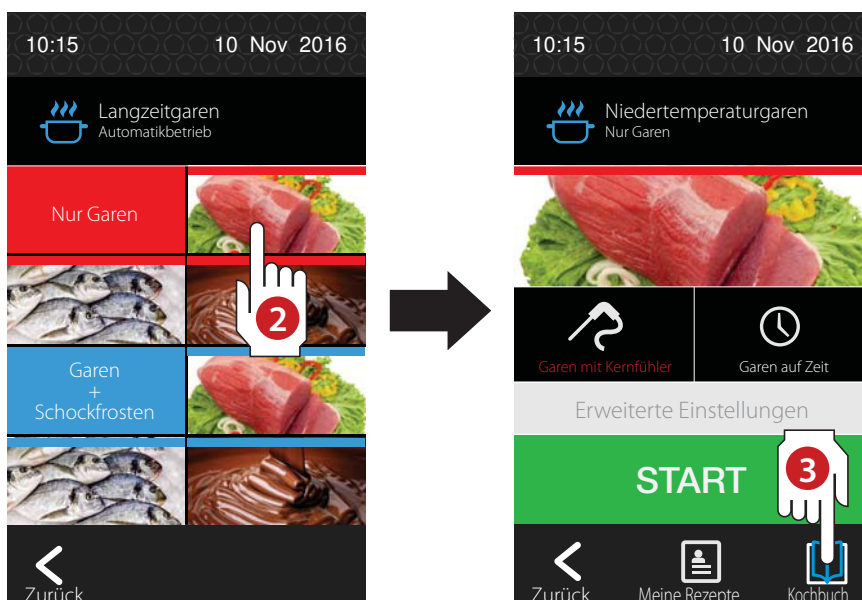 10:15 10 Nov 2016
Langzeitgaren
Automatikbetrieb
Nur Garen
2
Garen
+
Schockfrosten
Zurück
10:15 10 Nov 2016
Niedertemperaturgaren
Nur Garen
Garen mit Kernfühler
Garen auf Zeit
Erweiterte Einstellungen
START
3
Zurück
Meine Rezepte
Kochbuch